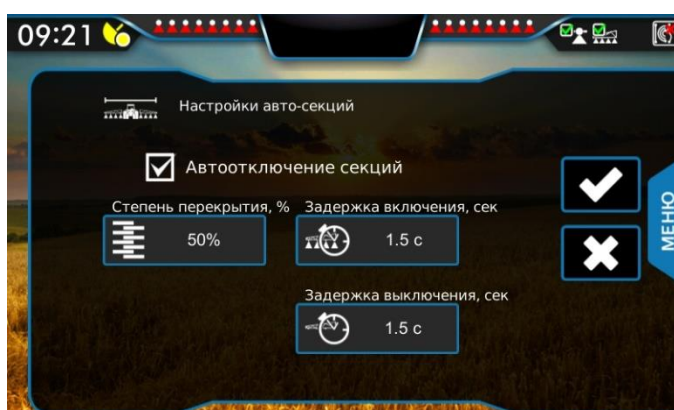 09:21
Настройки авто-секций
Автоотключение секций
Степень перекрытия, % Задержка включения, сек
50% 1.5 с
МЕНЮ
Задержка выключения, сек
1.5 с